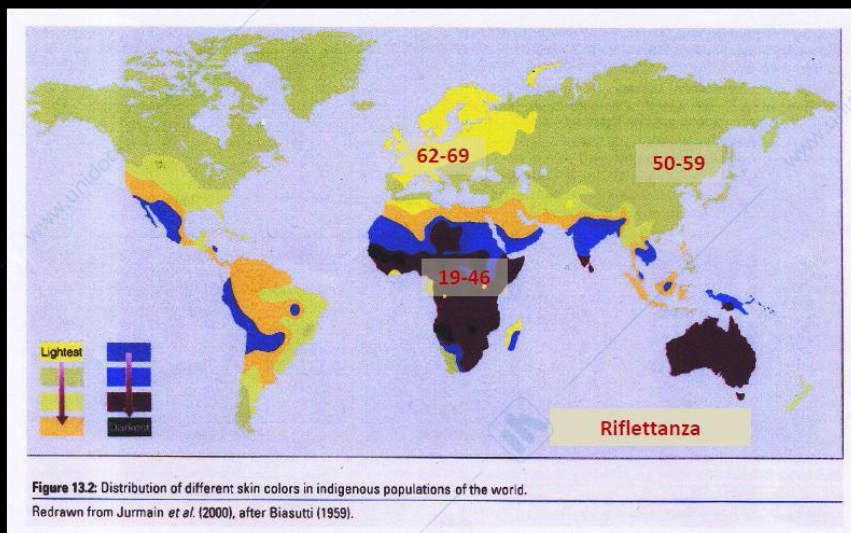 62-69
50-59
19-46
Lightest
Darkest
Riflettanza
Figure 13.2: Distribution of different skin colors in indigenous populations of the world.
Redrawn from Jurmain et al. (2000), after Biasutti (1959).